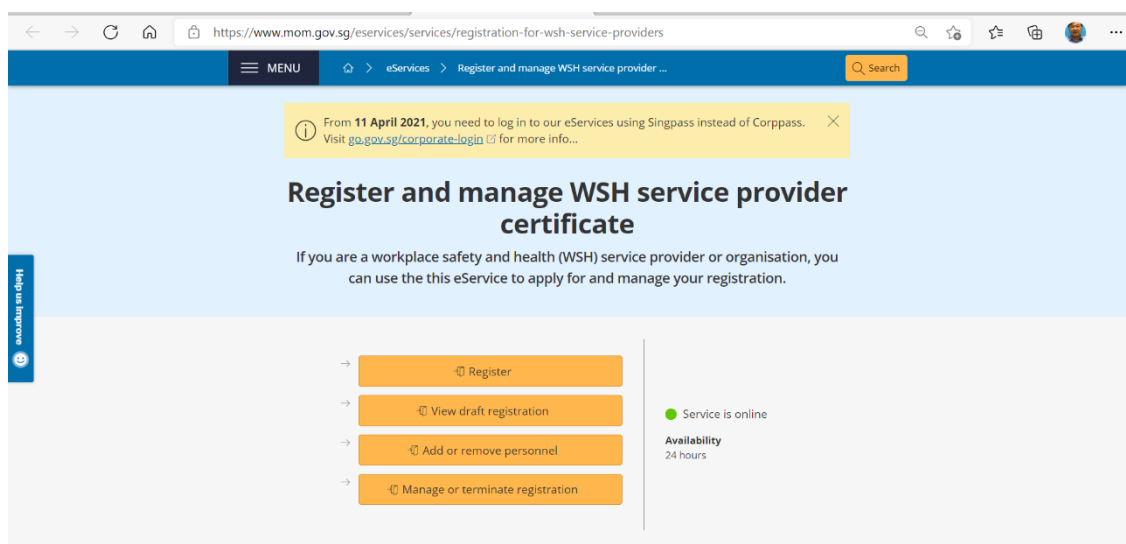 https://www.mom.gov.sg/eservices/services/registration-for-wsh-service-providers
MENU
eServices > Register and manage WSH service provider ...
Search
From 11 April 2021, you need to log in to our eServices using Singpass instead of Corppass.
Visit go.gov.sg/corporate-login for more info...
Register and manage WSH service provider
certificate
If you are a workplace safety and health (WSH) service provider or organisation, you
can use the this eService to apply for and manage your registration.
Help us improve
Register
View draft registration
Add or remove personnel
Manage or terminate registration
Service is online
Availability
24 hours